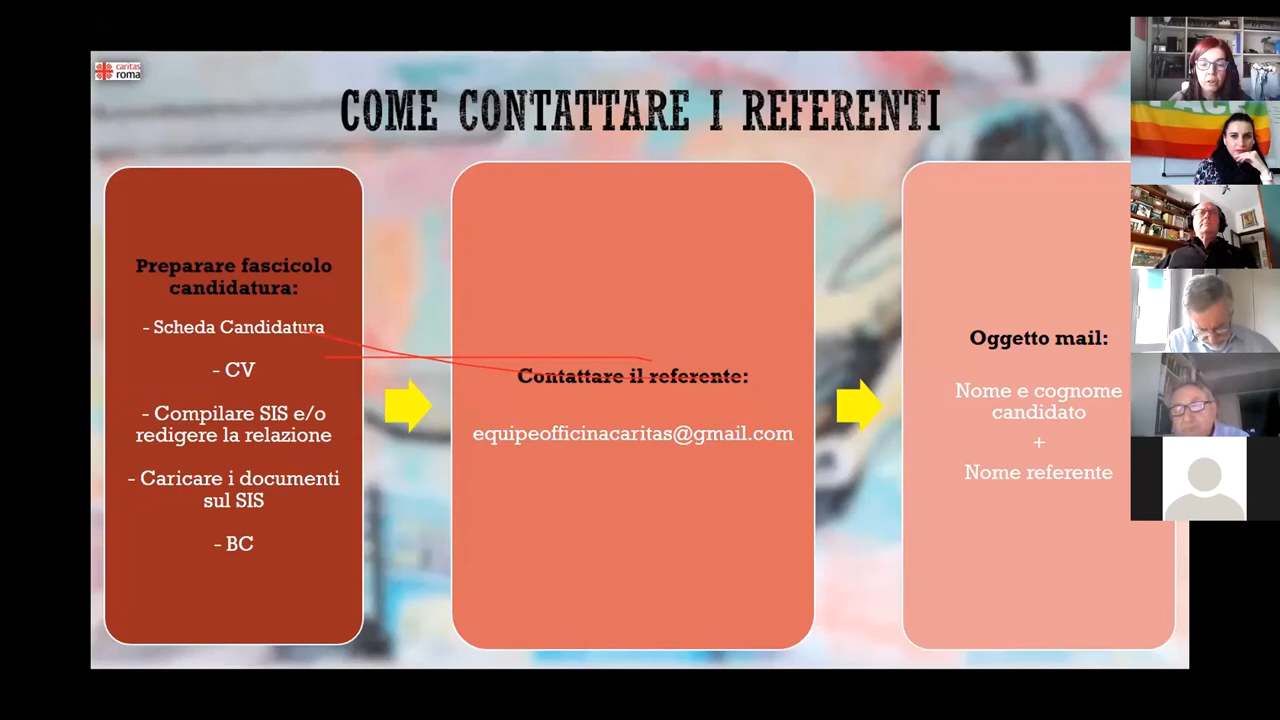 caritas
roma
COME CONTATTARE I REFERENTI
Preparare fascicolo
candidatura:
- Scheda Candidatura
- CV
- Compilare SIS e/o
redigere la relazione
- Caricare i documenti
sul SIS
- BC
Contattare il referente:
equipeofficinacaritas@gmail.com
Oggetto mail:
Nome e cognome
candidato
+
Nome referente
PACE